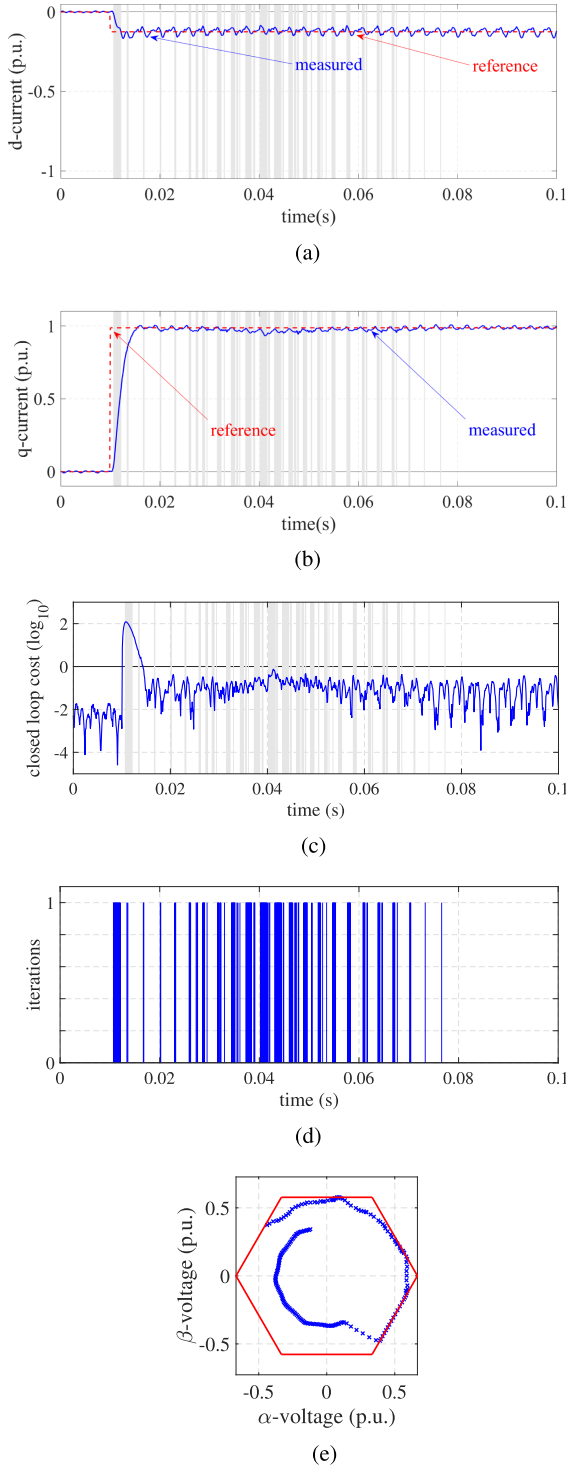 0
-0.5
-1
d-current (p.u.)
measured
reference
0 0.02 0.04 0.06 0.08 0.1
time(s)
(a)
1
0.5
0
q-current (p.u.)
reference
measured
0 0.02 0.04 0.06 0.08 0.1
time(s)
(b)
2
0
-2
-4
closed loop cost (log10)
0 0.02 0.04 0.06 0.08 0.1
time (s)
(c)
1
0
iterations
0 0.02 0.04 0.06 0.08 0.1
time (s)
(d)
0.5
0
-0.5
β-voltage (p.u.)
-0.5 0 0.5
α-voltage (p.u.)
(e)